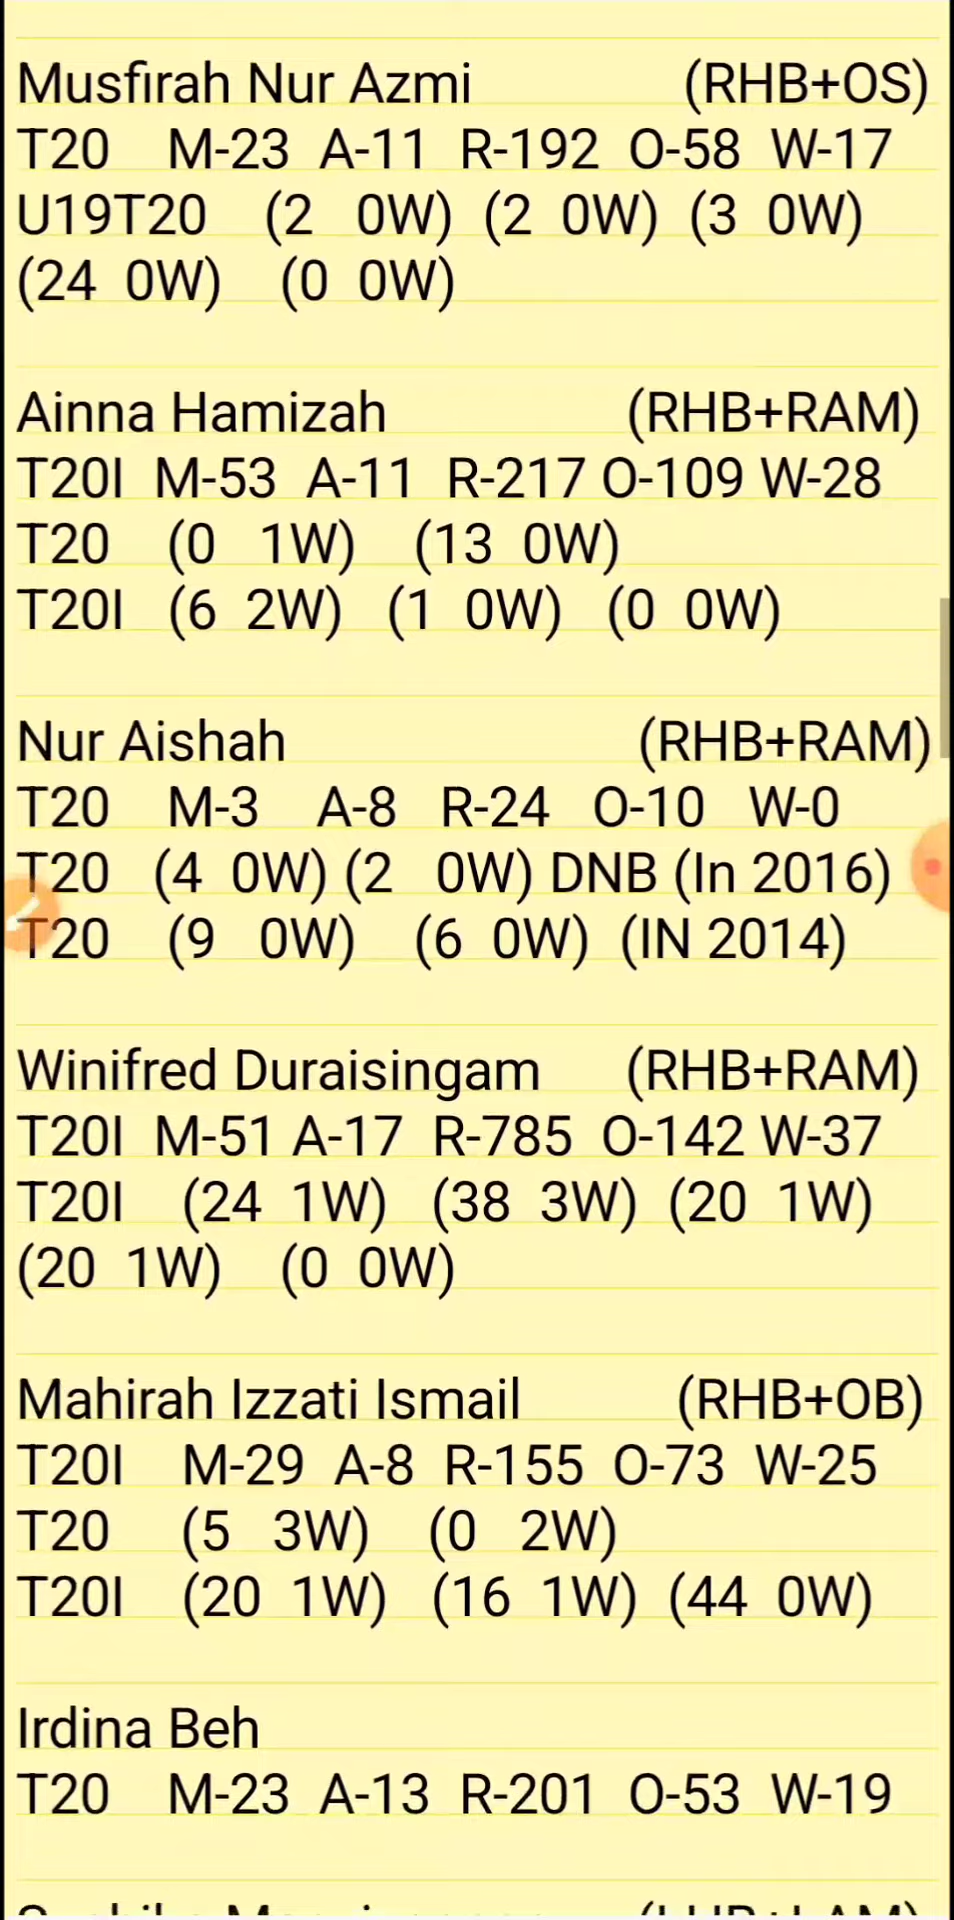 Musfirah Nur Azmi (RHB+OS)
T20 M-23 A-11 R-192 O-58 W-17
U19T20 (2 0W) (2 0W) (3 0W)
(24 0W) (0 0W)
Ainna Hamizah (RHB+RAM)
T20I M-53 A-11 R-217 O-109 W-28
T20 (0 1W) (13 0W)
T20I (6 2W) (1 0W) (0 0W)
Nur Aishah (RHB+RAM)
T20 M-3 A-8 R-24 O-10 W-0
T20 (4 0W) (2 0W) DNB (In 2016)
T20 (9 0W) (6 0W) (IN 2014)
Winifred Duraisingam (RHB+RAM)
T20I M-51 A-17 R-785 O-142 W-37
T20I (24 1W) (38 3W) (20 1W)
(20 1W) (0 0W)
Mahirah Izzati Ismail (RHB+OB)
T20I M-29 A-8 R-155 O-73 W-25
T20 (5 3W) (0 2W)
T20I (20 1W) (16 1W) (44 0W)
Irdina Beh
T20 M-23 A-13 R-201 O-53 W-19